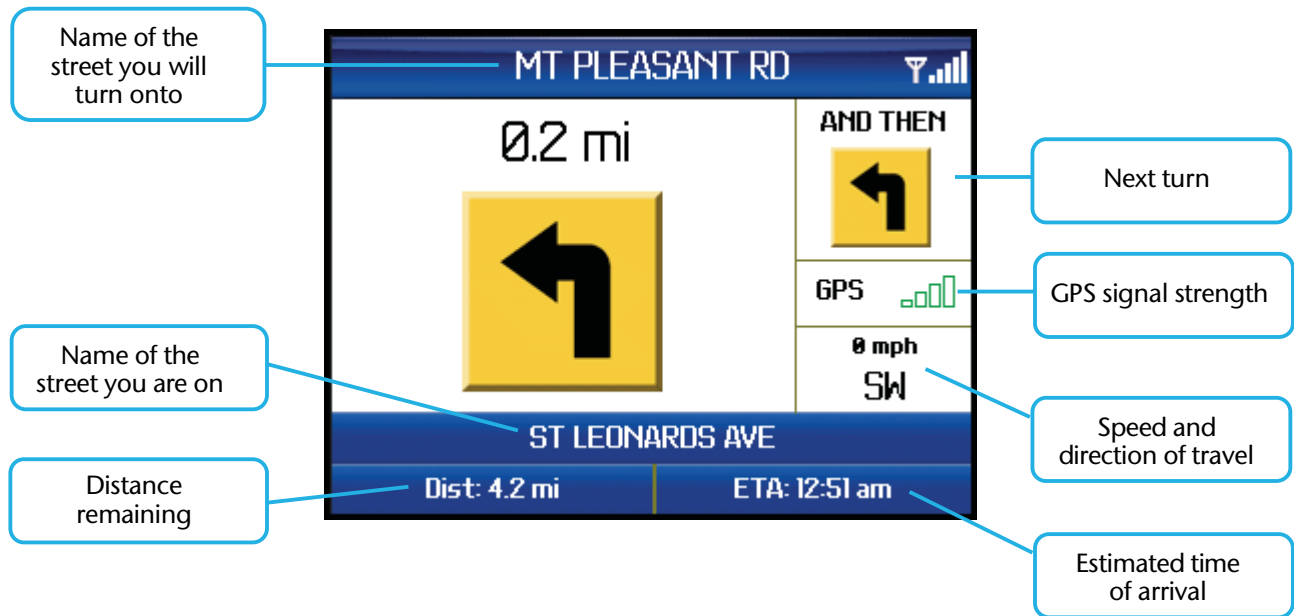 Name of the
street you will
turn onto
MT PLEASANT RD
0.2 mi
AND THEN
Next turn
GPS
GPS signal strength
0 mph
SW
Name of the
street you are on
ST LEONARDS AVE
Speed and
direction of travel
Distance
remaining
Dist: 4.2 mi
ETA: 12:51 am
Estimated time
of arrival